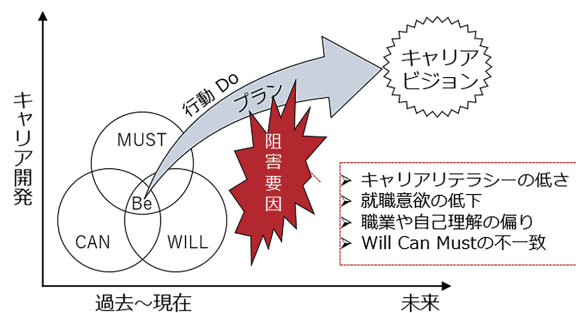 キャリア
ビジョン
行動 Do
プラン
キャリア開発
MUST
Be
CAN
WILL
阻害要因
➢ キャリアリテラシーの低さ
➢ 就職意欲の低下
➢ 職業や自己理解の偏り
➢ Will Can Mustの不一致
過去～現在
未来